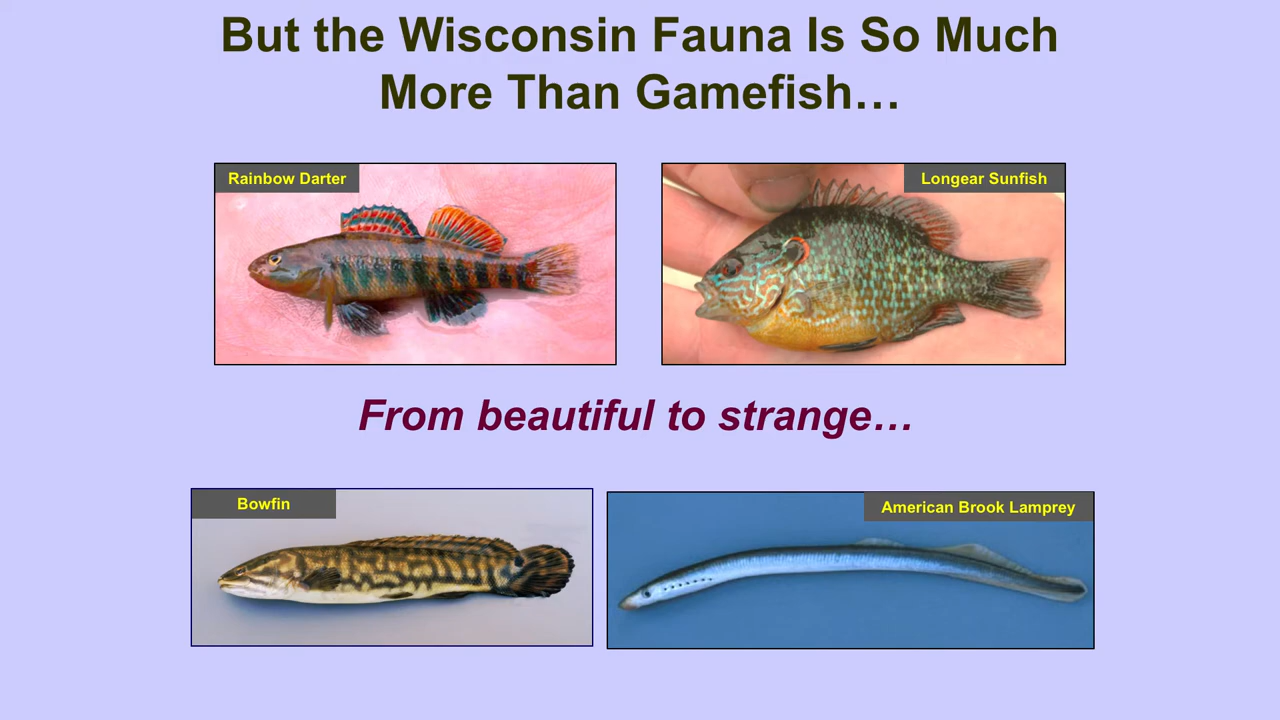 But the Wisconsin Fauna Is So Much
More Than Gamefish…
Rainbow Darter
Longear Sunfish
From beautiful to strange…
Bowfin
American Brook Lamprey